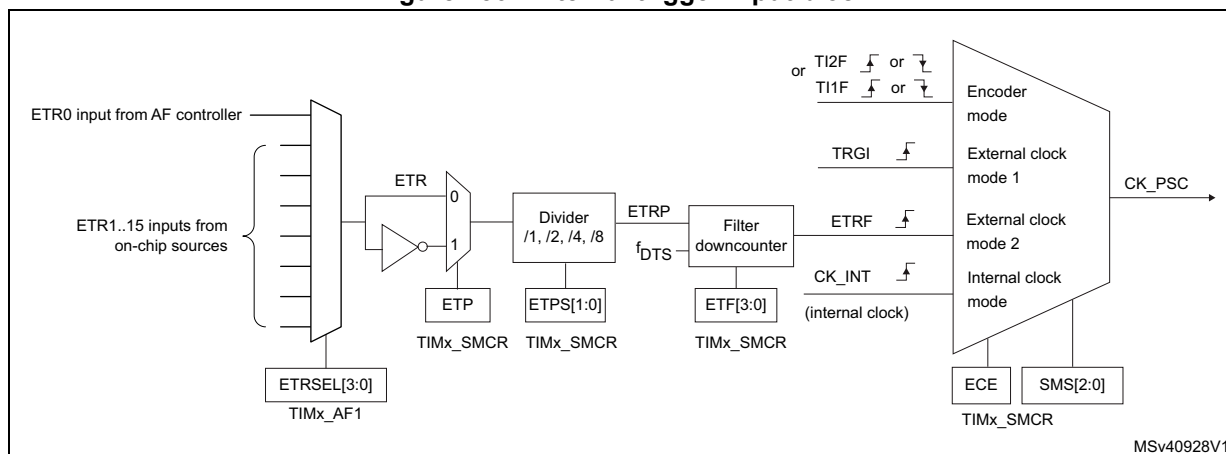 or TI2F or
TI1F or
Encoder
mode
ETR0 input from AF controller
TRGI
External clock
mode 1
CK_PSC
ETR
0
1
ETR1..15 inputs from
on-chip sources
Divider
/1, /2, /4, /8
ETRP
Filter
downcounter
fDTS
ETRF
External clock
mode 2
CK_INT
Internal clock
mode
(internal clock)
ETP
TIMx_SMCR
ETPS[1:0]
TIMx_SMCR
ETF[3:0]
TIMx_SMCR
ETRSEL[3:0]
TIMx_AF1
ECE
SMS[2:0]
TIMx_SMCR
MSv40928V1